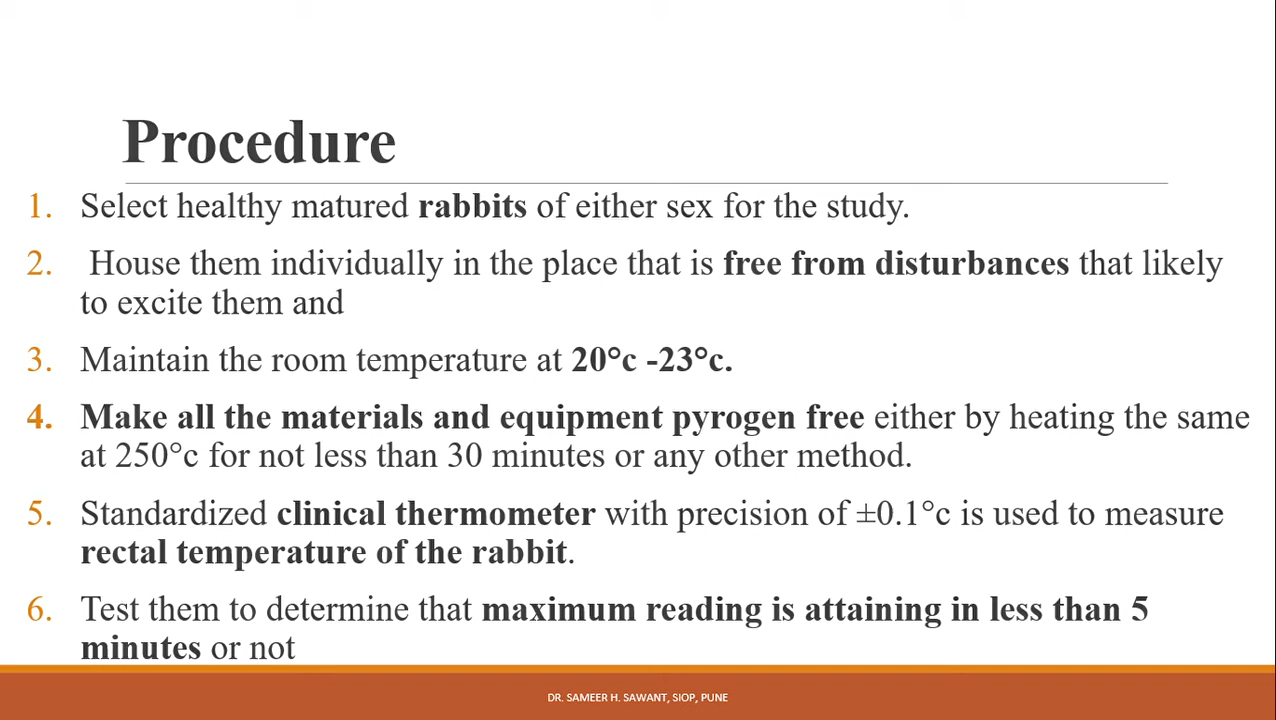 Procedure
1. Select healthy matured rabbits of either sex for the study.
2. House them individually in the place that is free from disturbances that likely
to excite them and
3. Maintain the room temperature at 20°c -23°c.
4. Make all the materials and equipment pyrogen free either by heating the same
at 250°c for not less than 30 minutes or any other method.
5. Standardized clinical thermometer with precision of ±0.1°c is used to measure
rectal temperature of the rabbit.
6. Test them to determine that maximum reading is attaining in less than 5
minutes or not
DR. SAMEER H. SAWANT, SIOP, PUNE